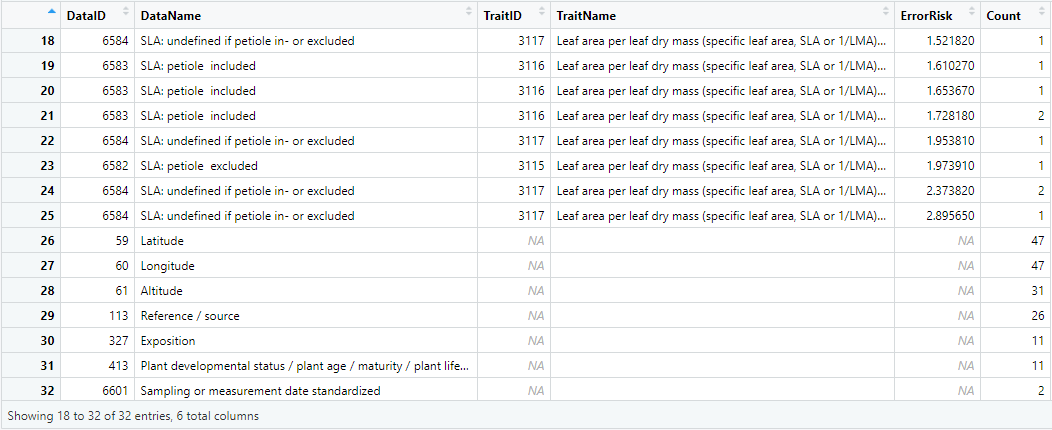 DataID DataName TraitID TraitName ErrorRisk Count
18 6584 SLA: undefined if petiole in- or excluded 3117 Leaf area per leaf dry mass (specific leaf area, SLA or 1/LMA)... 1.521820 1
19 6583 SLA: petiole  included 3116 Leaf area per leaf dry mass (specific leaf area, SLA or 1/LMA)... 1.610270 1
20 6583 SLA: petiole  included 3116 Leaf area per leaf dry mass (specific leaf area, SLA or 1/LMA)... 1.653670 1
21 6583 SLA: petiole  included 3116 Leaf area per leaf dry mass (specific leaf area, SLA or 1/LMA)... 1.728180 2
22 6584 SLA: undefined if petiole in- or excluded 3117 Leaf area per leaf dry mass (specific leaf area, SLA or 1/LMA)... 1.953810 1
23 6582 SLA: petiole  excluded 3115 Leaf area per leaf dry mass (specific leaf area, SLA or 1/LMA)... 1.973910 1
24 6584 SLA: undefined if petiole in- or excluded 3117 Leaf area per leaf dry mass (specific leaf area, SLA or 1/LMA)... 2.373820 2
25 6584 SLA: undefined if petiole in- or excluded 3117 Leaf area per leaf dry mass (specific leaf area, SLA or 1/LMA)... 2.895650 1
26 59 Latitude NA NA 47
27 60 Longitude NA NA 47
28 61 Altitude NA NA 31
29 113 Reference / source NA NA 26
30 327 Exposition NA NA 11
31 413 Plant developmental status / plant age / maturity / plant life... NA NA 11
32 6601 Sampling or measurement date standardized NA NA 2
Showing 18 to 32 of 32 entries, 6 total columns